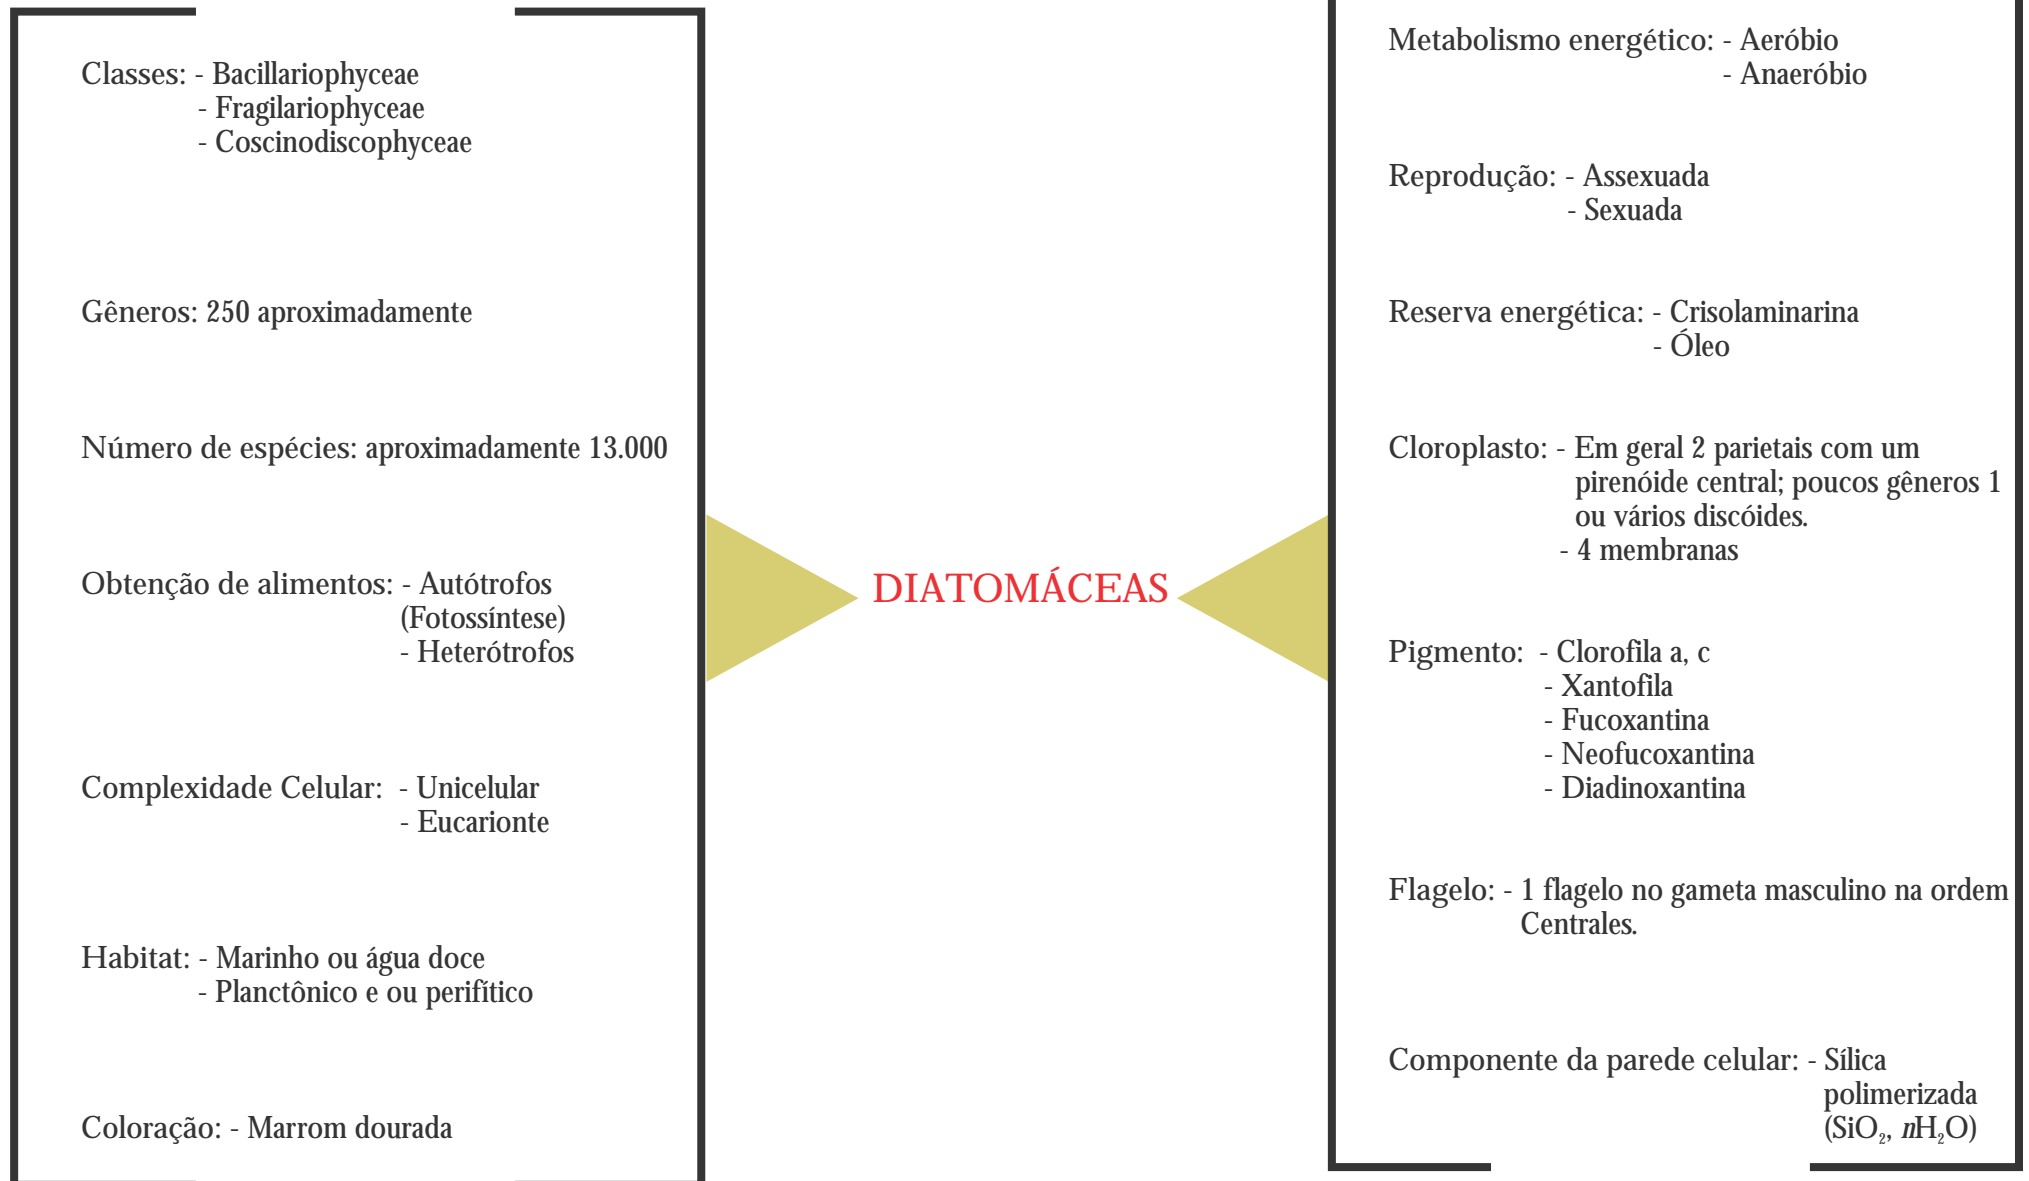 Classes: - Bacillariophyceae
- Fragilariophyceae
- Coscinodiscophyceae
Gêneros: 250 aproximadamente
Número de espécies: aproximadamente 13.000
Obtenção de alimentos: - Autótrofos
(Fotossíntese)
- Heterótrofos
Complexidade Celular: - Unicelular
- Eucarionte
Habitat: - Marinho ou água doce
- Planctônico e ou perifítico
Coloração: - Marrom dourada
DIATOMÁCEAS
Metabolismo energético: - Aeróbio
- Anaeróbio
Reprodução: - Assexuada
- Sexuada
Reserva energética: - Crisolaminarina
- Óleo
Cloroplasto: - Em geral 2 parietais com um
pirenóide central; poucos gêneros 1
ou vários discóides.
- 4 membranas
Pigmento: - Clorofila a, c
- Xantofila
- Fucoxantina
- Neofucoxantina
- Diadinoxantina
Flagelo: - 1 flagelo no gameta masculino na ordem
Centrales.
Componente da parede celular: - Sílica
polimerizada
(SiO₂, nH₂O)